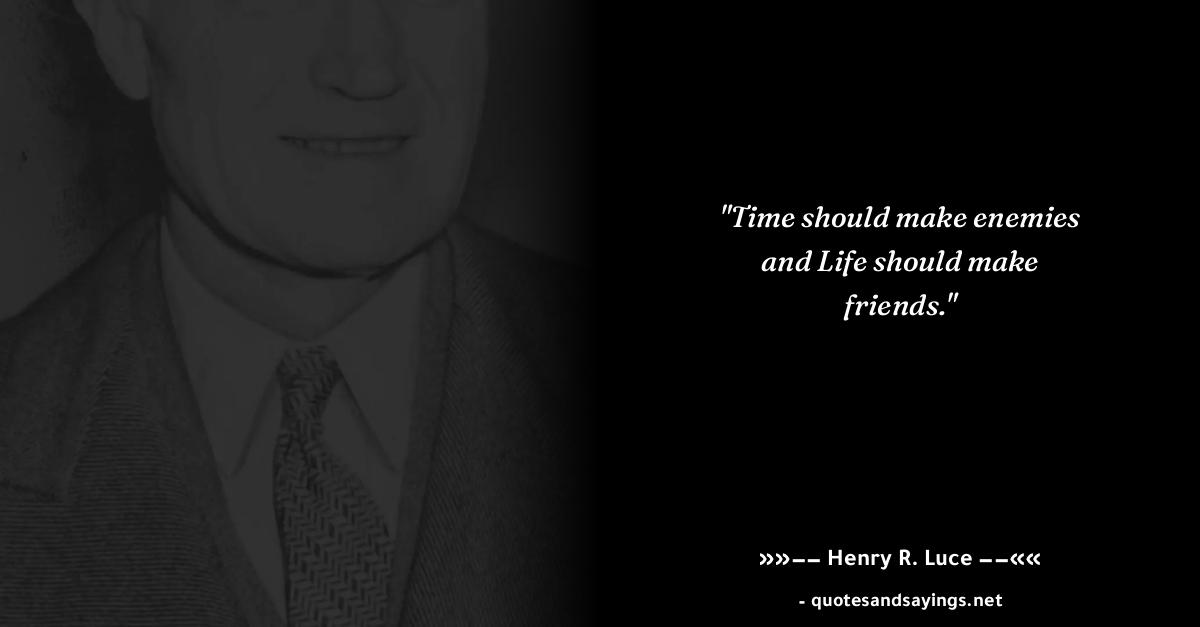 "Time should make enemies
and Life should make
friends."
»»−− Henry R. Luce −−««
- quotesandsayings.net